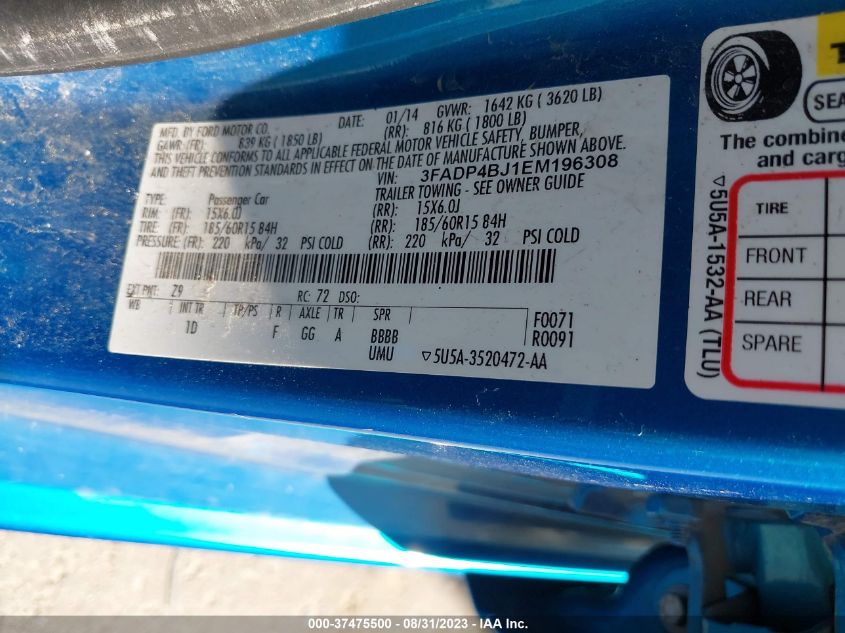 MFD. BY FORD MOTOR CO. DATE: 01/14 GVWR: 1642 KG ( 3620 LB)
GAWR: (FR): 839 KG ( 1850 LB) (RR): 816 KG ( 1800 LB)
THIS VEHICLE CONFORMS TO ALL APPLICABLE FEDERAL MOTOR VEHICLE SAFETY, BUMPER,
AND THEFT PREVENTION STANDARDS IN EFFECT ON THE DATE OF MANUFACTURE SHOWN ABOVE.
VIN: 3FADP4BJ1EM196308
TYPE: Passenger Car TRAILER TOWING - SEE OWNER GUIDE
RIM: (FR): 15X6.0J (RR): 15X6.0J
TIRE: (FR): 185/60R15 84H (RR): 185/60R15 84H
PRESSURE: (FR): 220 kPa/ 32 PSI COLD (RR): 220 kPa/ 32 PSI COLD
EXT PNT: Z9 RC: 72 DSO:
WB INT TR TP/PS R AXLE TR SPR F0071
1D F GG A BBBB R0091
UMU ▽5U5A-3520472-AA
SEA
The combine
and carg
TIRE
FRONT
REAR
SPARE
▽5U5A-1532-AA (TLU)
000-37475500 - 08/31/2023 - IAA Inc.